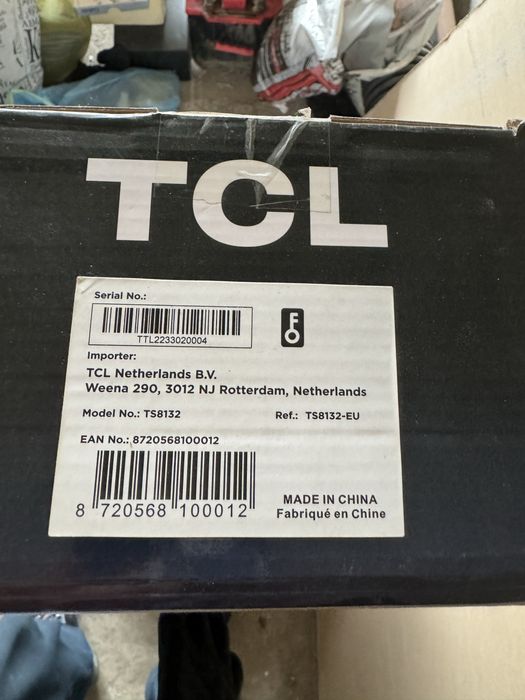 TCL
Serial No.:
TTL2233020004
Importer:
TCL Netherlands B.V.
Weena 290, 3012 NJ Rotterdam, Netherlands
Model No.: TS8132 Ref.: TS8132-EU
EAN No.: 8720568100012
8 720568 100012
MADE IN CHINA
Fabriqué en Chine